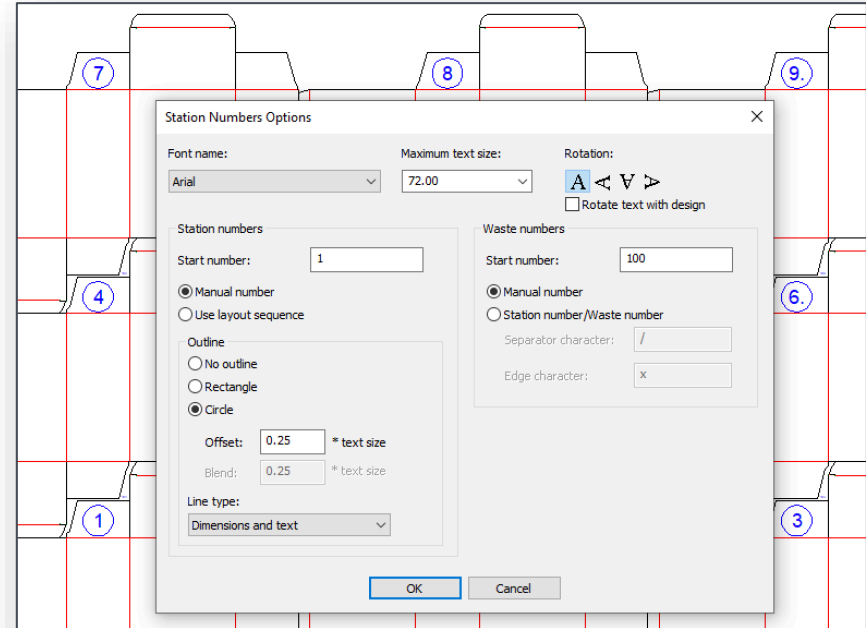 7
8
9.
Station Numbers Options
Font name:
Maximum text size:
Rotation:
Arial
72.00
A A A A
Rotate text with design
Station numbers
Start number:
1
Manual number
Use layout sequence
Outline
No outline
Rectangle
Circle
Offset:
0.25
* text size
Blend:
0.25
* text size
Line type:
Dimensions and text
Waste numbers
Start number:
100
Manual number
Station number/Waste number
Separator character:
/
Edge character:
x
OK
Cancel
4
6.
1
3